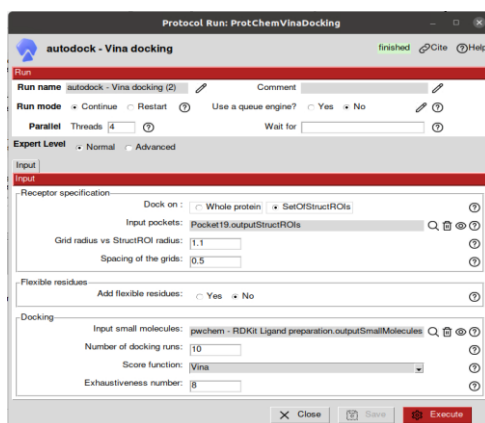 Protocol Run: ProtChemVinaDocking
autodock - Vina docking finished Cite Help
Run
Run name autodock - Vina docking (2) Comment
Run mode Continue Restart Use a queue engine? Yes No
Parallel Threads 4 Wait for
Expert Level Normal Advanced
Input
Input
Receptor specification
Dock on : Whole protein SetOfStructROIs
Input pockets: Pocket19.outputStructROIs
Grid radius vs StructROI radius: 1.1
Spacing of the grids: 0.5
Flexible residues
Add flexible residues: Yes No
Docking
Input small molecules: pwchem - RDKit Ligand preparation.outputSmallMolecules
Number of docking runs: 10
Score function: Vina
Exhaustiveness number: 8
Close Save Execute